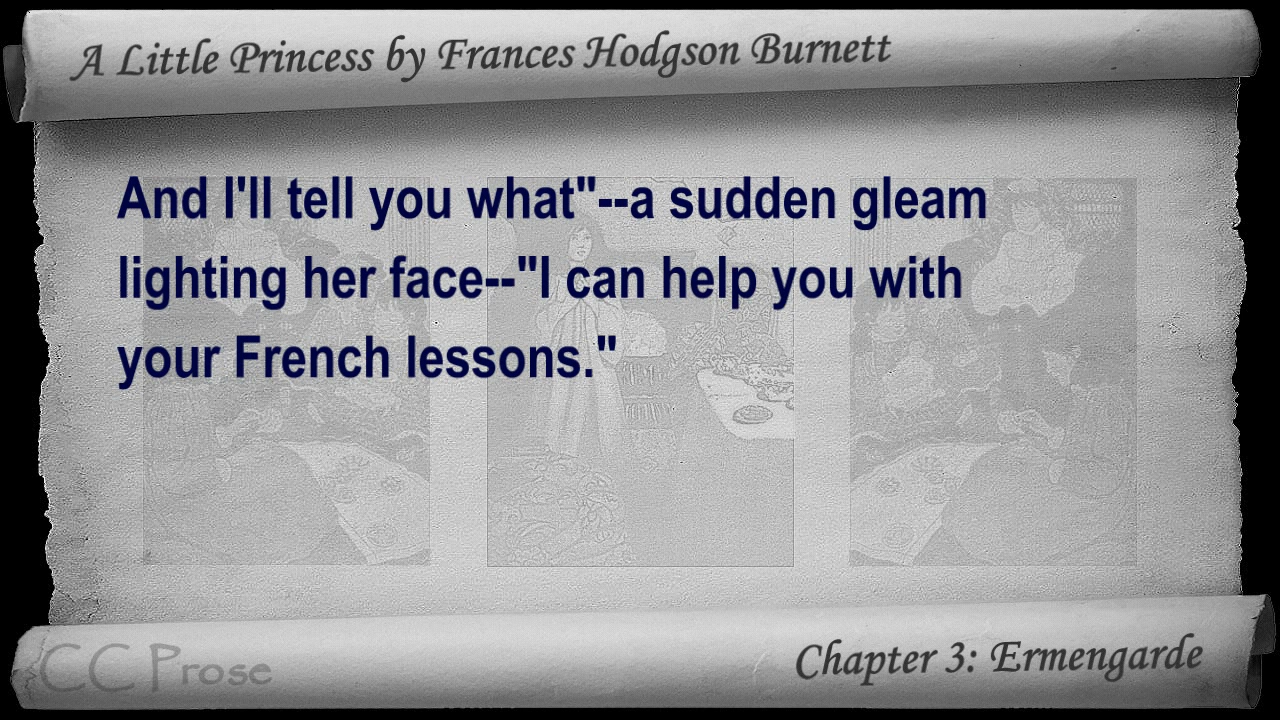 A Little Princess by Frances Hodgson Burnett
And I'll tell you what"--a sudden gleam
lighting her face--"I can help you with
your French lessons."
CC Prose
Chapter 3: Ermengarde